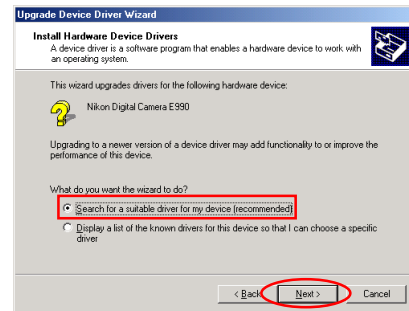 Upgrade Device Driver Wizard
Install Hardware Device Drivers
A device driver is a software program that enables a hardware device to work with
an operating system.
This wizard upgrades drivers for the following hardware device:
Nikon Digital Camera E990
Upgrading to a newer version of a device driver may add functionality to or improve the
performance of this device.
What do you want the wizard to do?
Search for a suitable driver for my device (recommended)
Display a list of the known drivers for this device so that I can choose a specific
driver
< Back Next > Cancel